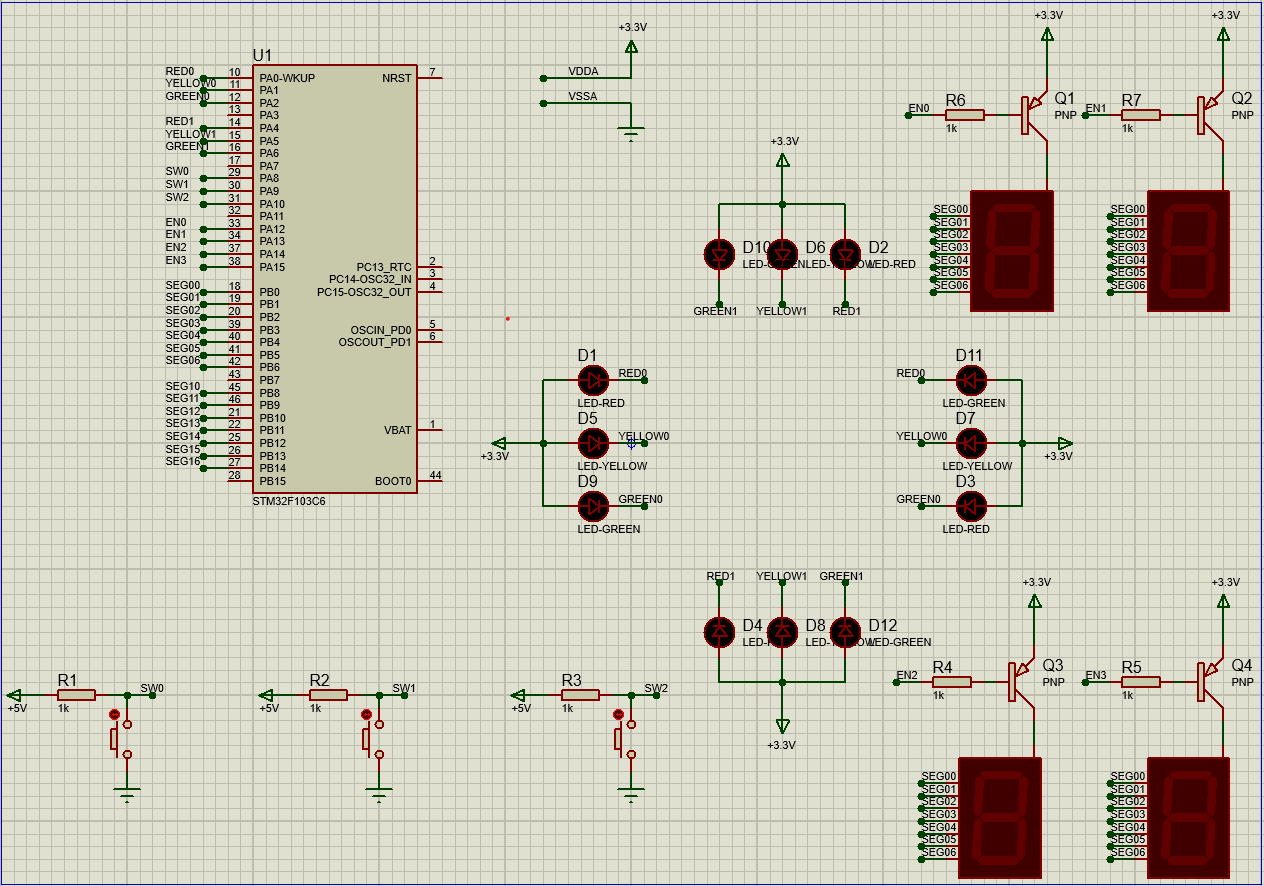 U1
RED0
YELLOW0
GREEN0
RED1
YELLOW1
GREEN1
SW0
SW1
SW2
EN0
EN1
EN2
EN3
SEG00
SEG01
SEG02
SEG03
SEG04
SEG05
SEG06
SEG10
SEG11
SEG12
SEG13
SEG14
SEG15
SEG16
10 PA0-WKUP
11 PA1
12 PA2
13 PA3
14 PA4
15 PA5
16 PA6
17 PA7
29 PA8
30 PA9
31 PA10
32 PA11
33 PA12
34 PA13
37 PA14
38 PA15
18 PB0
19 PB1
20 PB2
39 PB3
40 PB4
41 PB5
42 PB6
43 PB7
45 PB8
46 PB9
21 PB10
22 PB11
25 PB12
26 PB13
27 PB14
28 PB15
NRST 7
PC13_RTC 2
PC14-OSC32_IN 3
PC15-OSC32_OUT 4
OSCIN_PD0 5
OSCOUT_PD1 6
VBAT 1
BOOT0 44
STM32F103C6
+3.3V
VDDA
VSSA
+3.3V
D10 D6 D2
LED-RED
GREEN1 YELLOW1 RED1
+3.3V
EN0 R6 1k
Q1
PNP
SEG00
SEG01
SEG02
SEG03
SEG04
SEG05
SEG06
+3.3V
EN1 R7 1k
Q2
PNP
SEG00
SEG01
SEG02
SEG03
SEG04
SEG05
SEG06
D1
RED0
LED-RED
D5
YELLOW0
+3.3V
LED-YELLOW
D9
GREEN0
LED-GREEN
D11
RED0
LED-GREEN
D7
YELLOW0
+3.3V
LED-YELLOW
D3
GREEN0
LED-RED
RED1 YELLOW1 GREEN1
D4 D8 D12
LED-GREEN
+3.3V
R1
SW0
+5V 1k
R2
SW1
+5V 1k
R3
SW2
+5V 1k
+3.3V
EN2 R4 1k
Q3
PNP
SEG00
SEG01
SEG02
SEG03
SEG04
SEG05
SEG06
+3.3V
EN3 R5 1k
Q4
PNP
SEG00
SEG01
SEG02
SEG03
SEG04
SEG05
SEG06